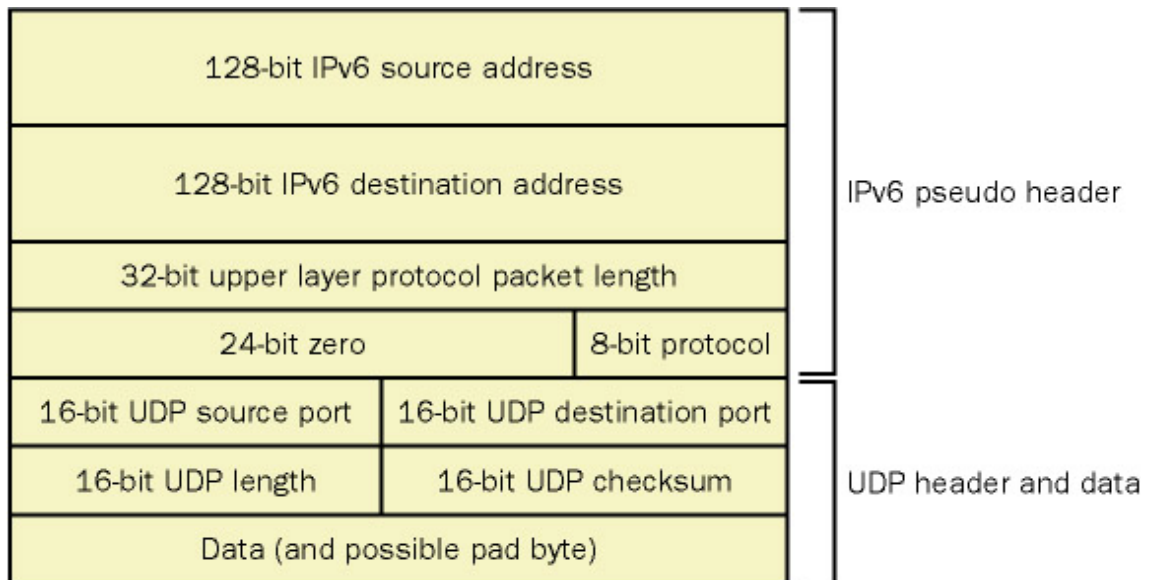 128-bit IPv6 source address
128-bit IPv6 destination address
IPv6 pseudo header
32-bit upper layer protocol packet length
24-bit zero
8-bit protocol
16-bit UDP source port
16-bit UDP destination port
16-bit UDP length
16-bit UDP checksum
UDP header and data
Data (and possible pad byte)